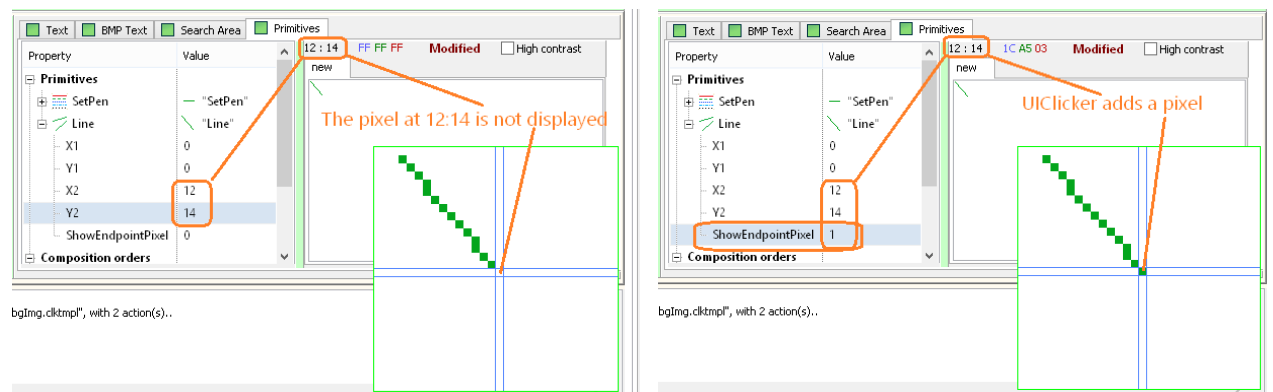 Text BMP Text Search Area Primitives
Property Value
12 : 14 FF FF FF Modified High contrast
new
Primitives
SetPen "SetPen"
Line "Line"
X1 0
Y1 0
X2 12
Y2 14
ShowEndpointPixel 0
Composition orders
The pixel at 12:14 is not displayed
bgImg.clktmpl", with 2 action(s)..
Text BMP Text Search Area Primitives
Property Value
12 : 14 1C A5 03 Modified High contrast
new
Primitives
SetPen "SetPen"
Line "Line"
X1 0
Y1 0
X2 12
Y2 14
ShowEndpointPixel 1
Composition orders
UIClicker adds a pixel
bgImg.clktmpl", with 2 action(s)..